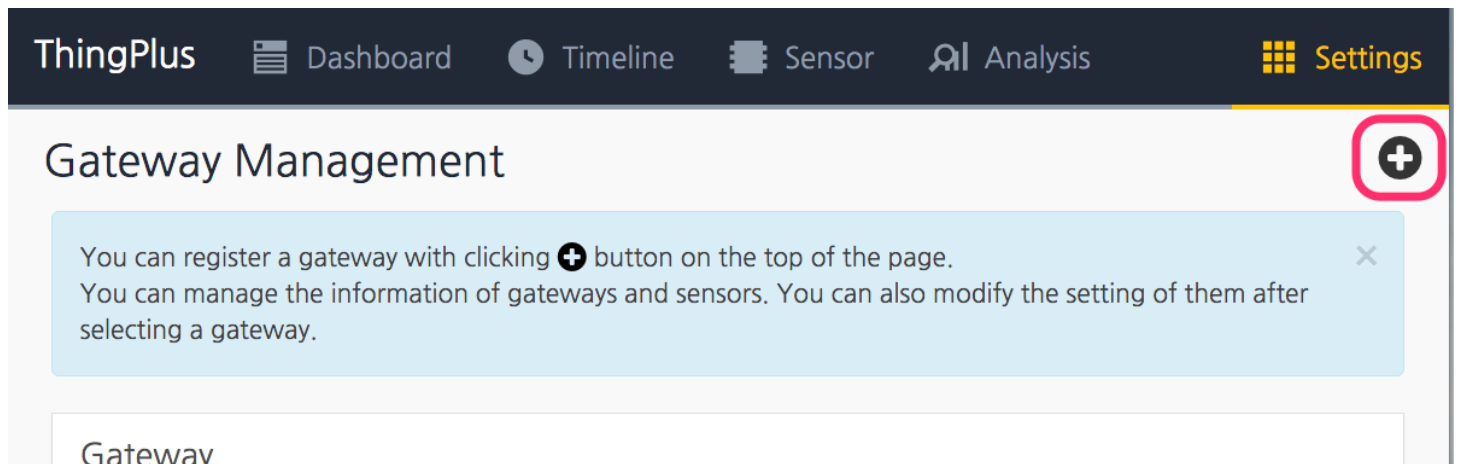 ThingPlus Dashboard Timeline Sensor Analysis Settings
Gateway Management
You can register a gateway with clicking button on the top of the page.
You can manage the information of gateways and sensors. You can also modify the setting of them after
selecting a gateway.
Gateway